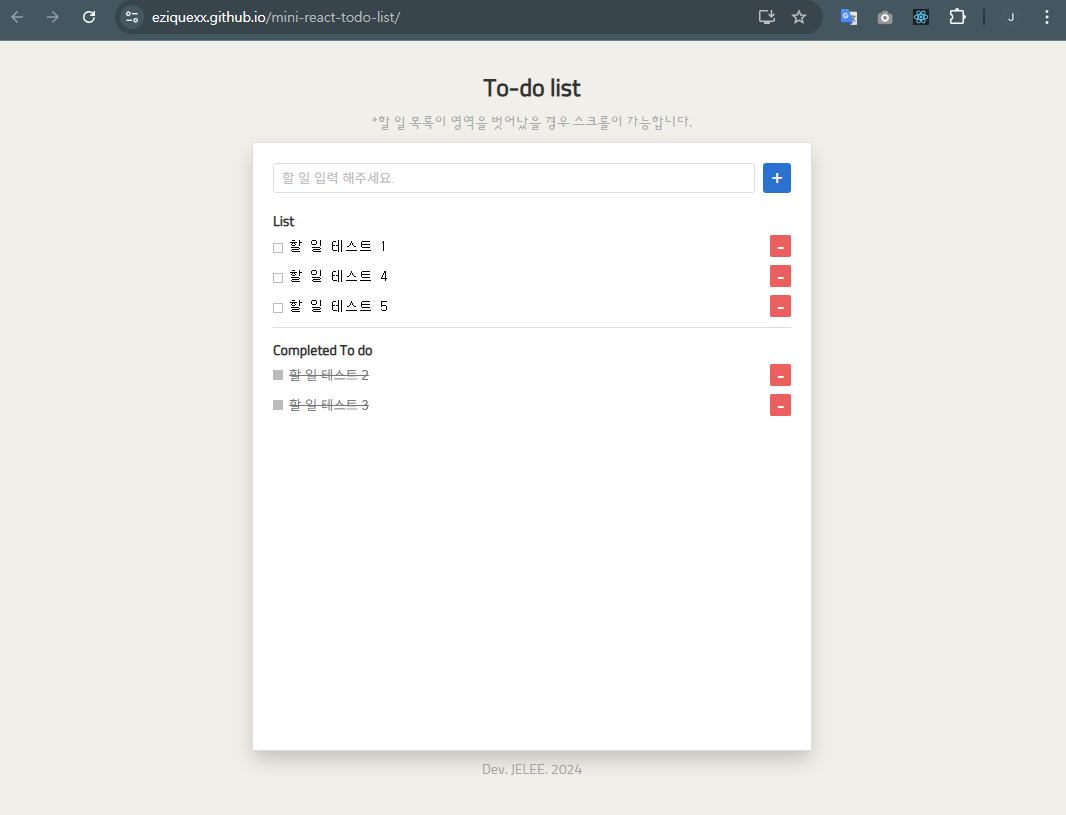 eziquexx.github.io/mini-react-todo-list/
J
To-do list
*할 일 목록이 영역을 벗어났을 경우 스크롤이 가능합니다.
할 일 입력 해주세요.
+
List
할 일 테스트 1
-
할 일 테스트 4
-
할 일 테스트 5
-
Completed To do
할 일 테스트 2
-
할 일 테스트 3
-
Dev. JELEE. 2024